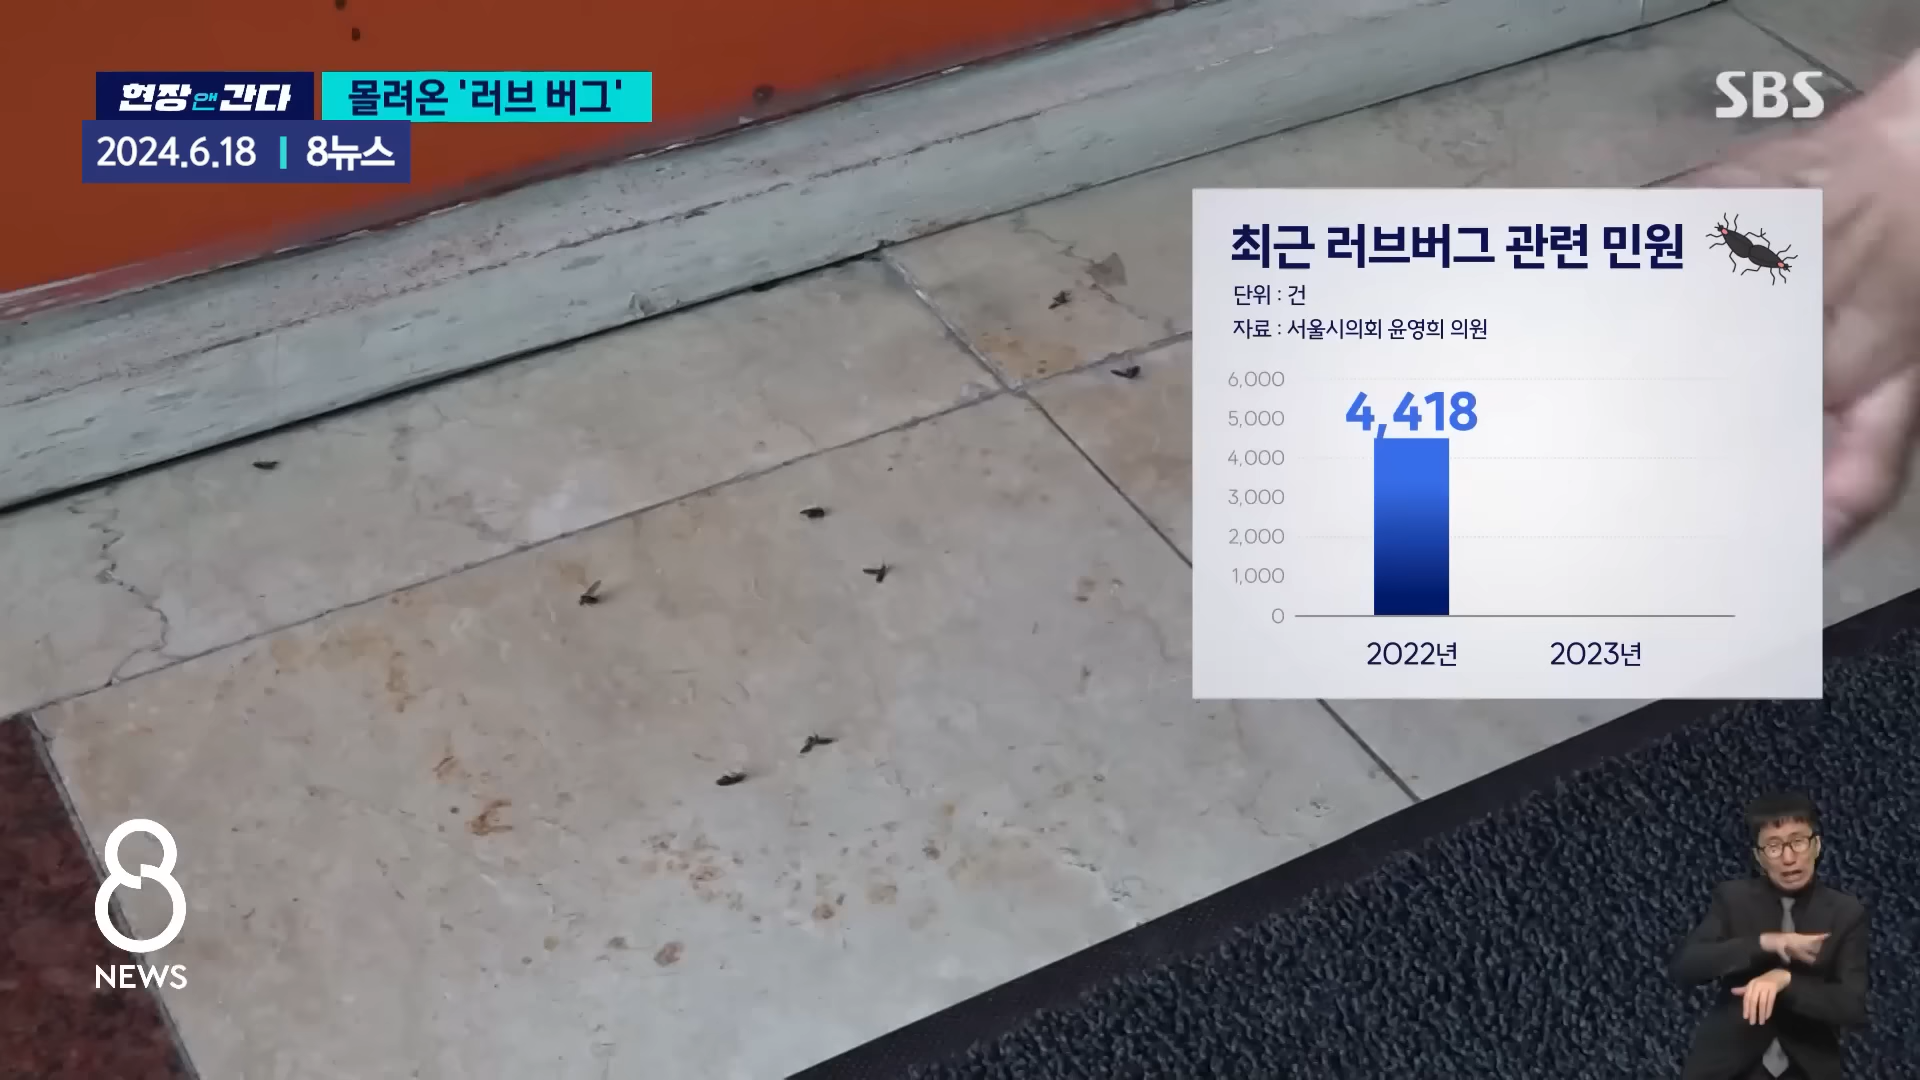 현장앤간다
몰려온 '러브 버그'
2024.6.18 | 8뉴스
SBS
최근 러브버그 관련 민원
단위 : 건
자료 : 서울시의회 윤영희 의원
6,000
5,000
4,000
3,000
2,000
1,000
0
4,418
2022년
2023년
8
NEWS